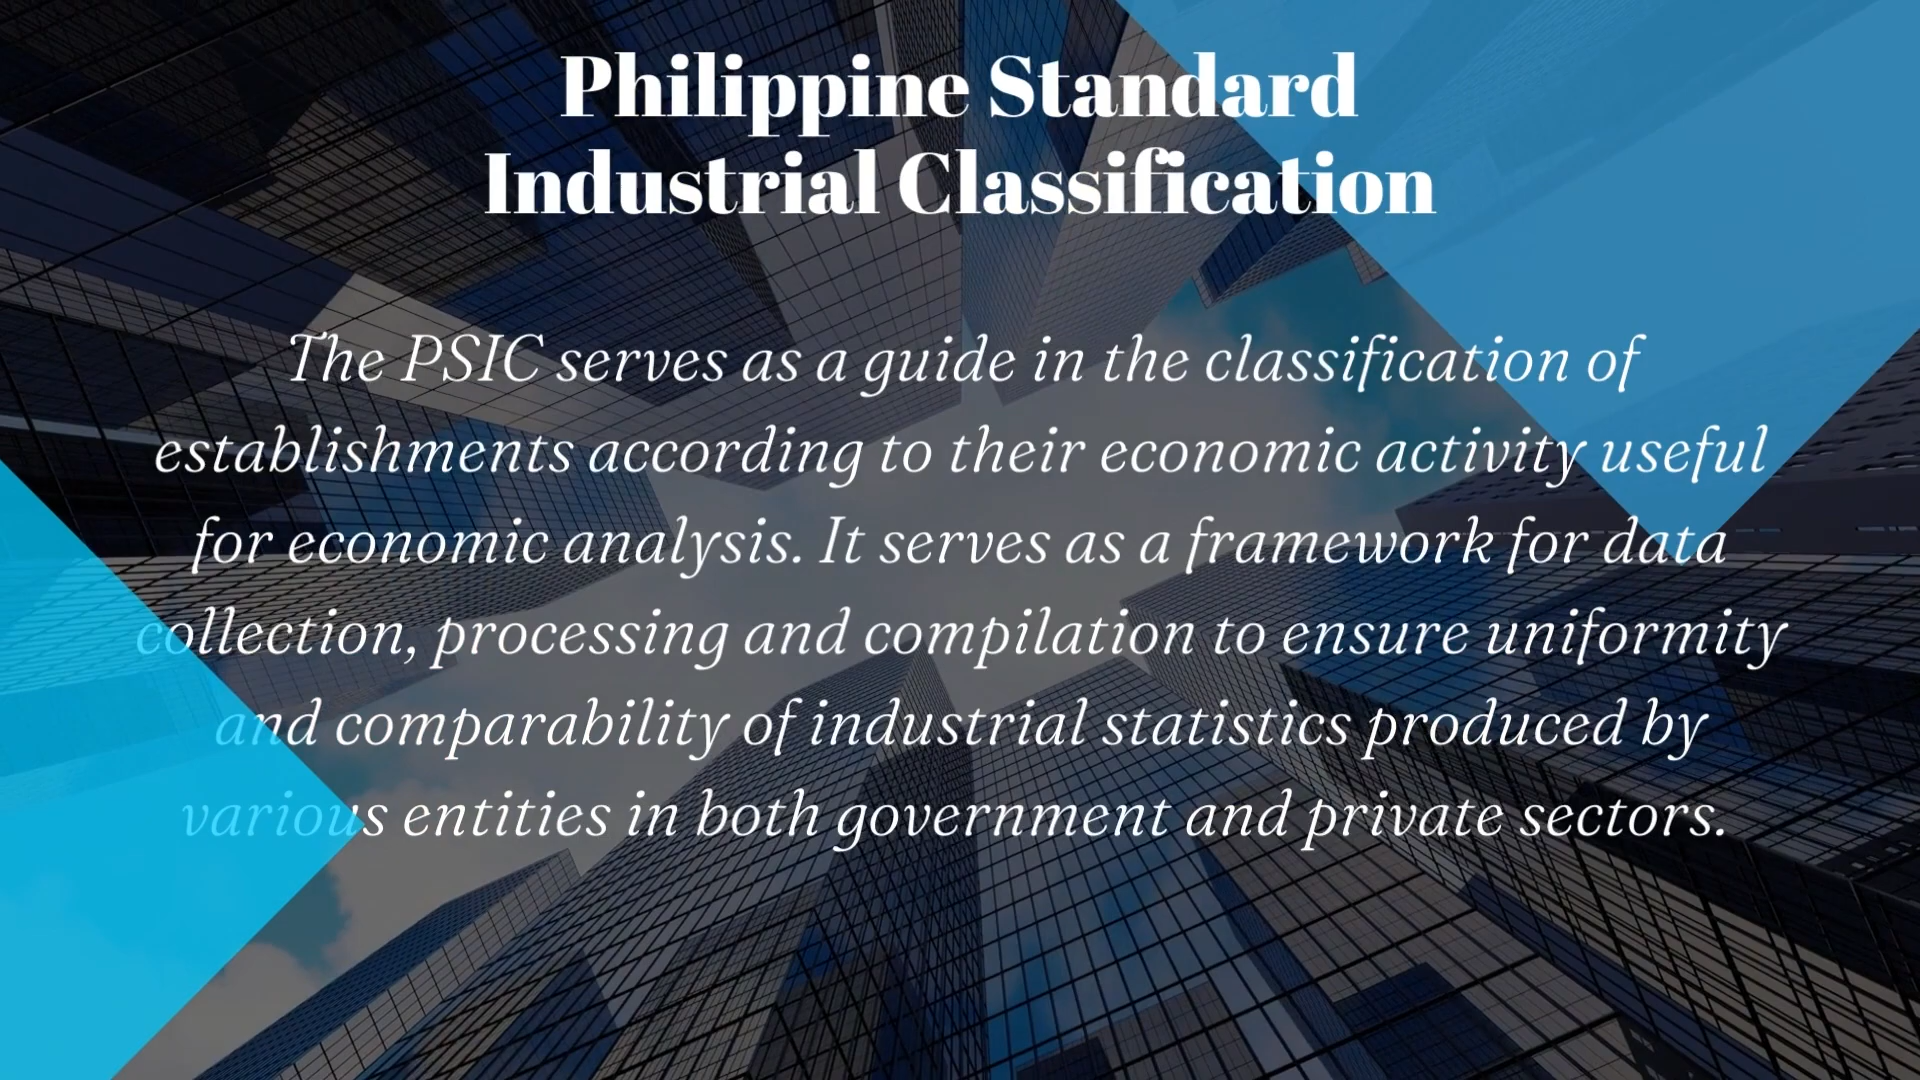 Philippine Standard
Industrial Classification
The PSIC serves as a guide in the classification of
establishments according to their economic activity useful
for economic analysis. It serves as a framework for data
collection, processing and compilation to ensure uniformity
and comparability of industrial statistics produced by
various entities in both government and private sectors.